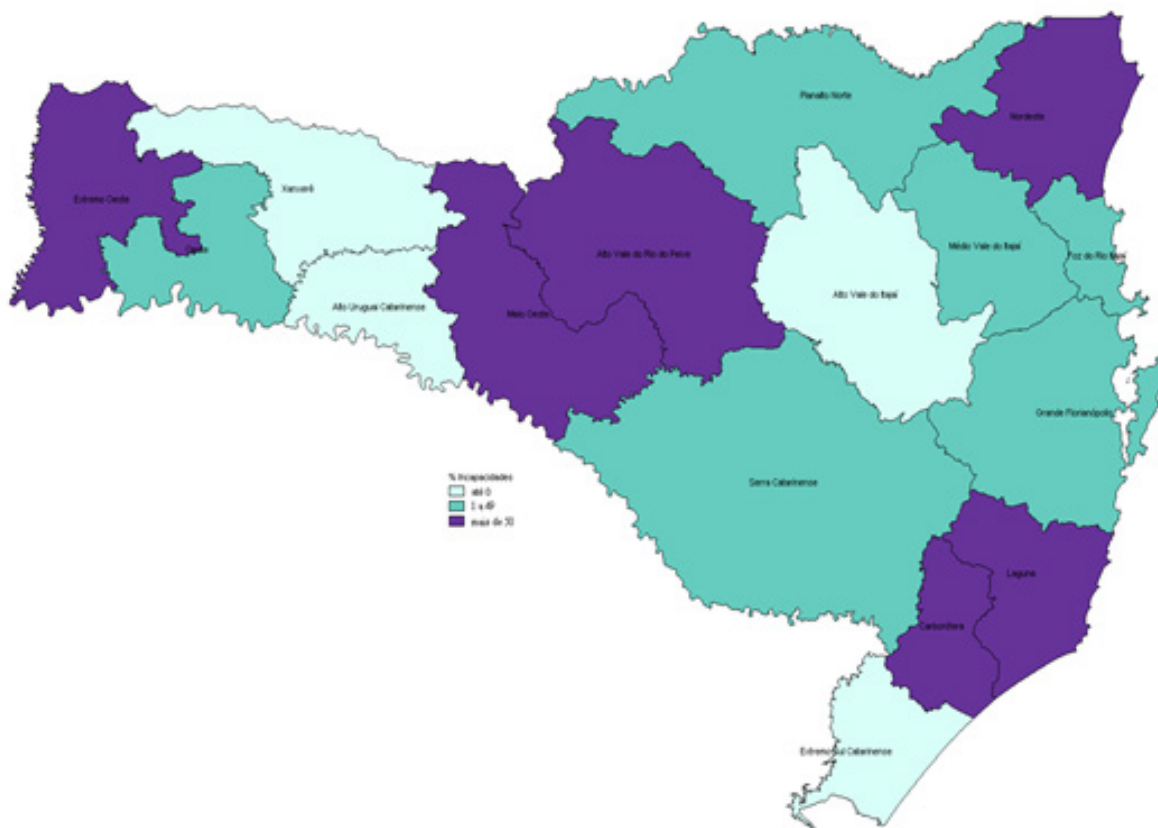 Planalto Norte
Nordeste
Xanxerê
Extremo Oeste
Oeste
Médio Vale do Itajaí
Foz do Rio Itajaí
Alto Vale do Rio do Peixe
Alto Vale do Itajaí
Alto Uruguai Catarinense
Meio Oeste
Grande Florianópolis
% Incapacidades
até 0
1 a 49
mais de 50
Serra Catarinense
Laguna
Carbonífera
Extremo Sul Catarinense